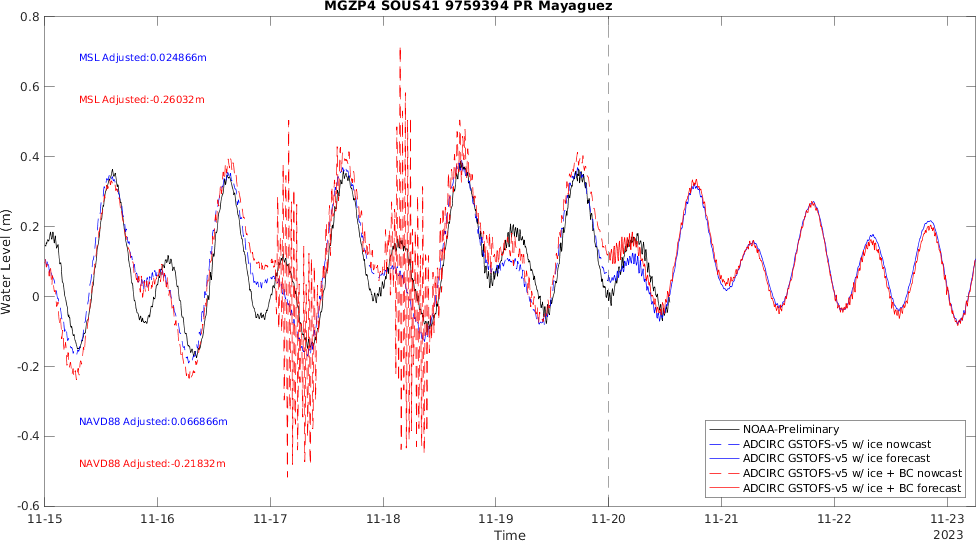 MGZP4 SOUS41 9759394 PR Mayaguez
0.8
0.6
0.4
0.2
0
-0.2
-0.4
-0.6
Water Level (m)
MSL Adjusted:0.024866m
MSL Adjusted:-0.26032m
NAVD88 Adjusted:0.066866m
NAVD88 Adjusted:-0.21832m
NOAA-Preliminary
ADCIRC GSTOFS-v5 w/ ice nowcast
ADCIRC GSTOFS-v5 w/ ice forecast
ADCIRC GSTOFS-v5 w/ ice + BC nowcast
ADCIRC GSTOFS-v5 w/ ice + BC forecast
11-15 11-16 11-17 11-18 11-19 11-20 11-21 11-22 11-23
2023
Time